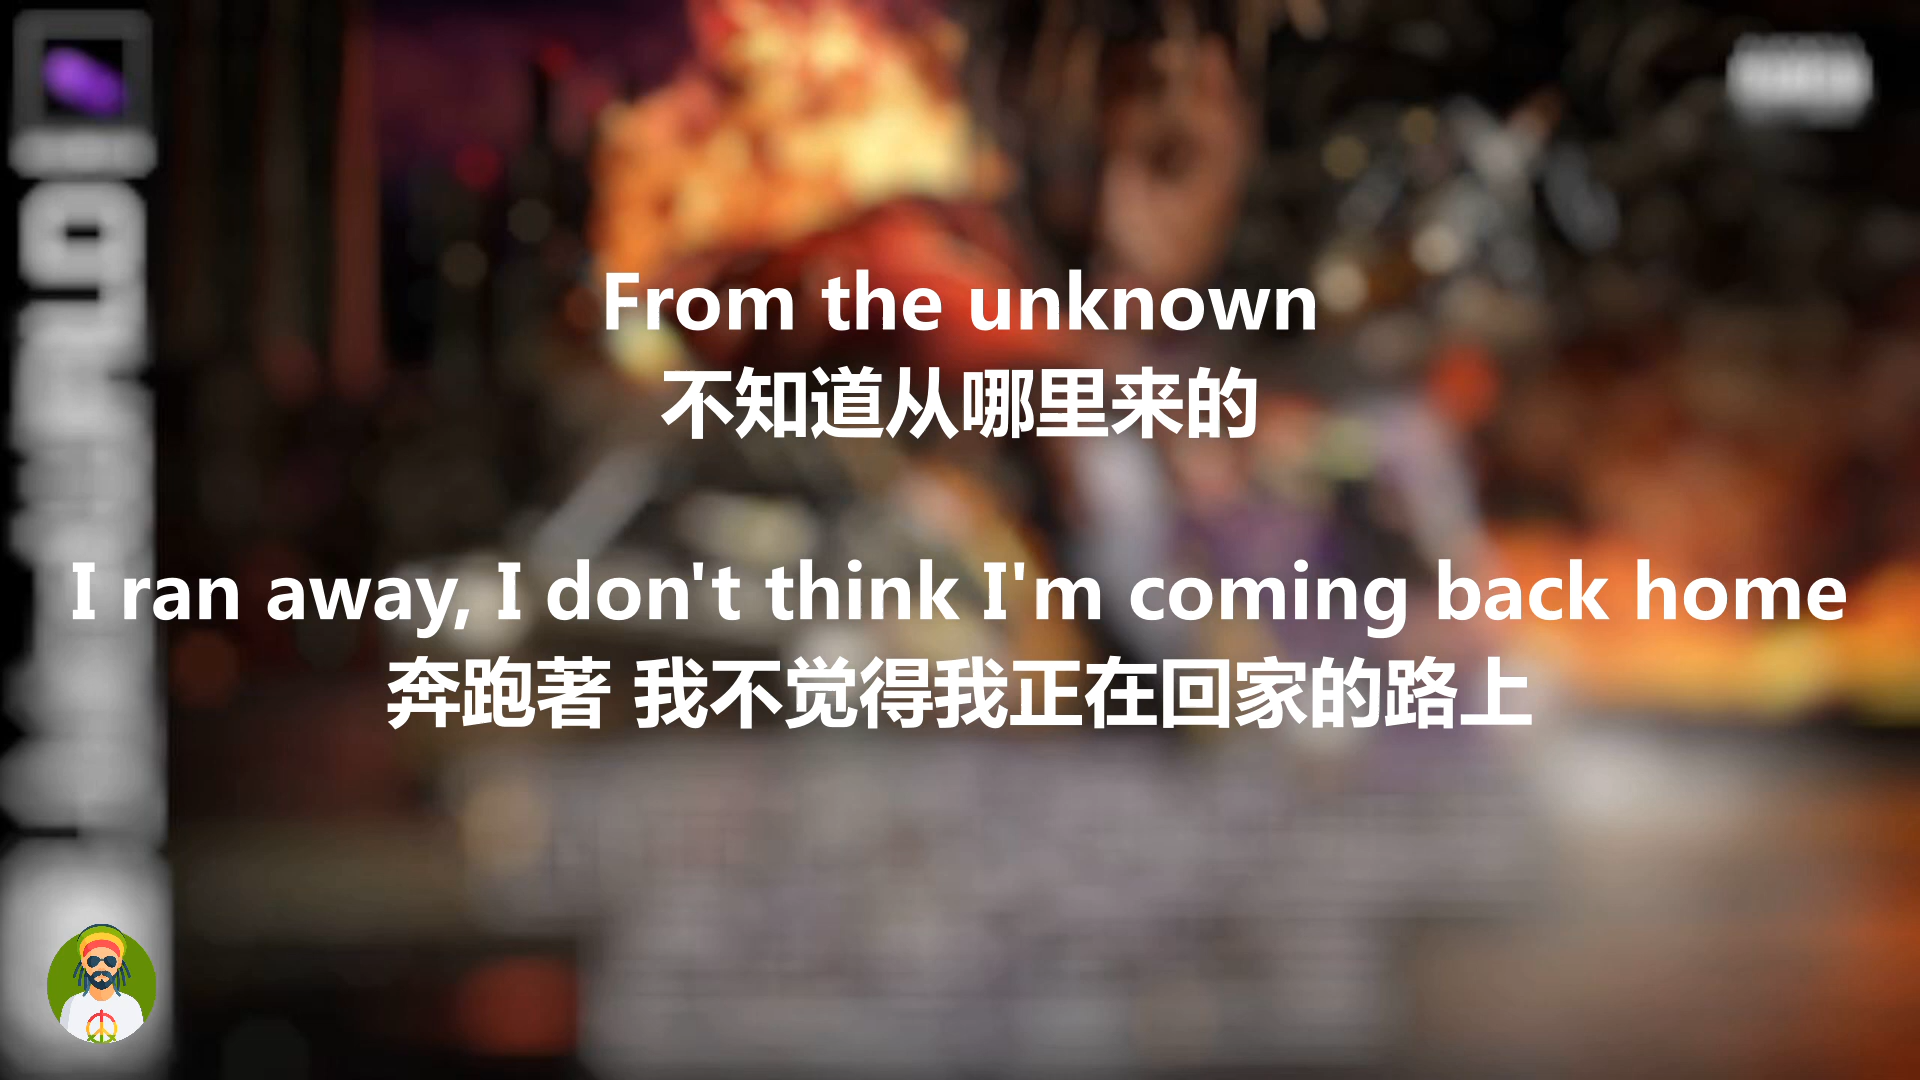 From the unknown
不知道从哪里来的
I ran away, I don't think I'm coming back home
奔跑著 我不觉得我正在回家的路上